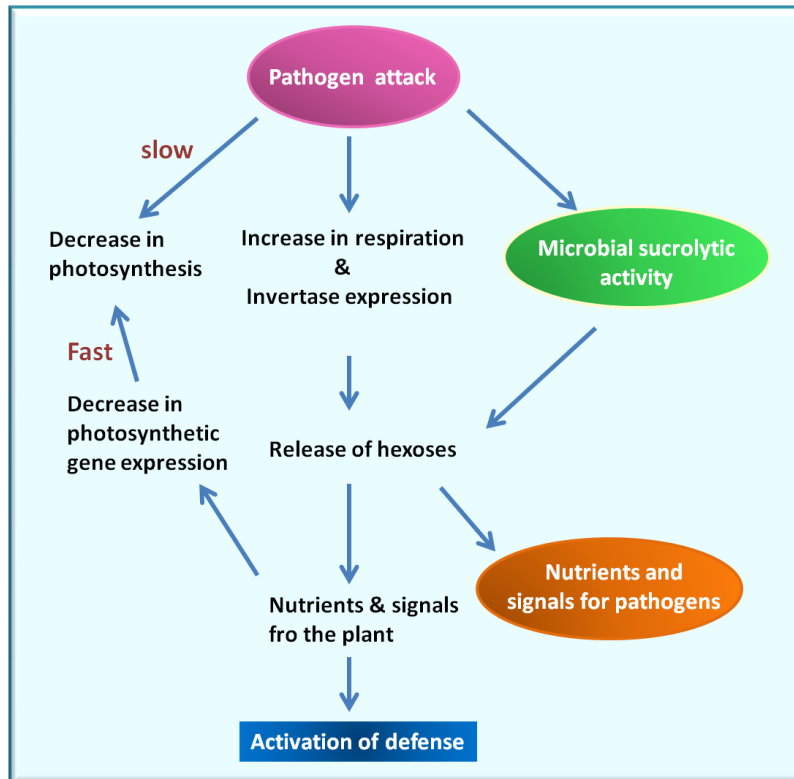 Pathogen attack
slow
Decrease in
photosynthesis
Increase in respiration
&
Invertase expression
Microbial sucrolytic
activity
Fast
Decrease in
photosynthetic
gene expression
Release of hexoses
Nutrients and
signals for pathogens
Nutrients & signals
fro the plant
Activation of defense